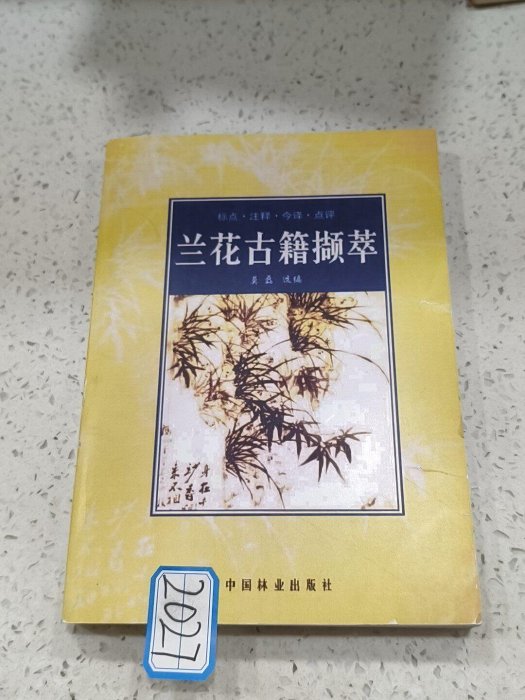 标点·注释·今译·点评
兰花古籍撷萃
莫磊 选编
中国林业出版社
2027